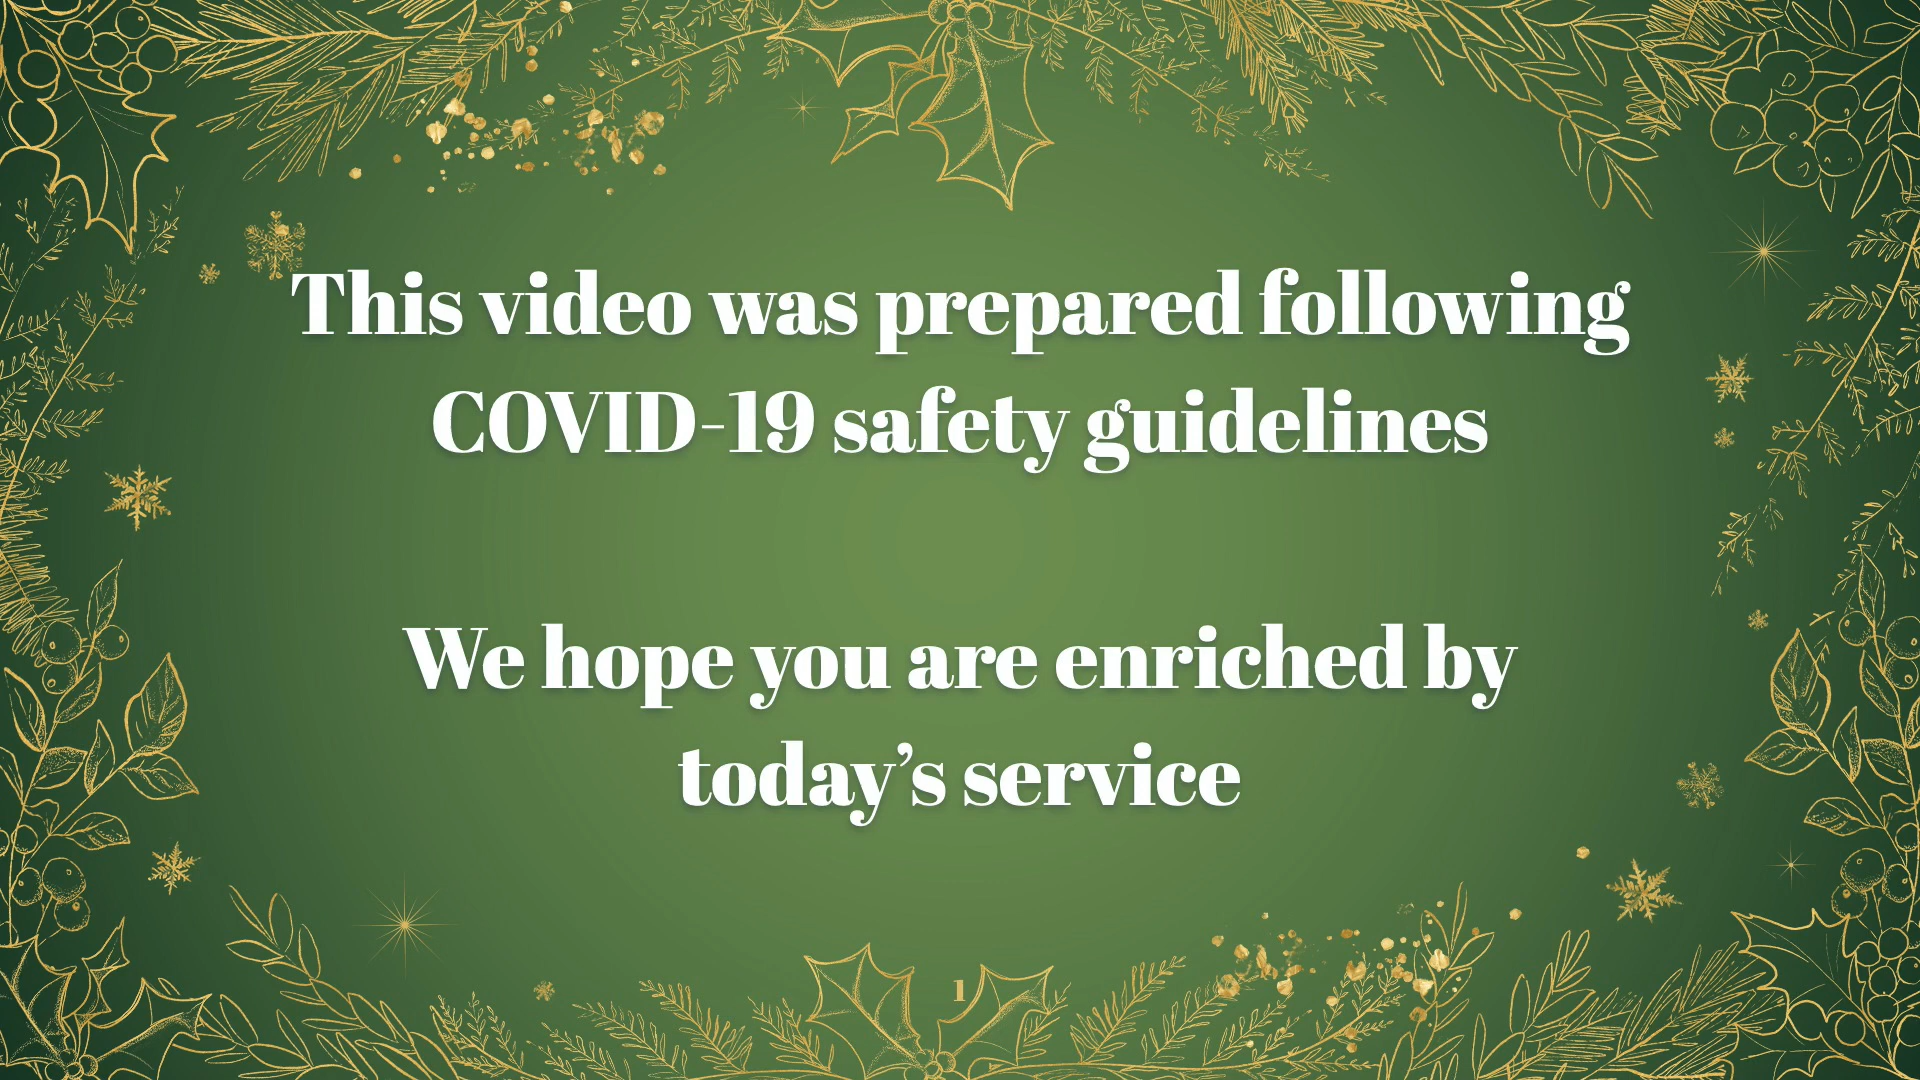 This video was prepared following
COVID-19 safety guidelines
We hope you are enriched by
today’s service
1